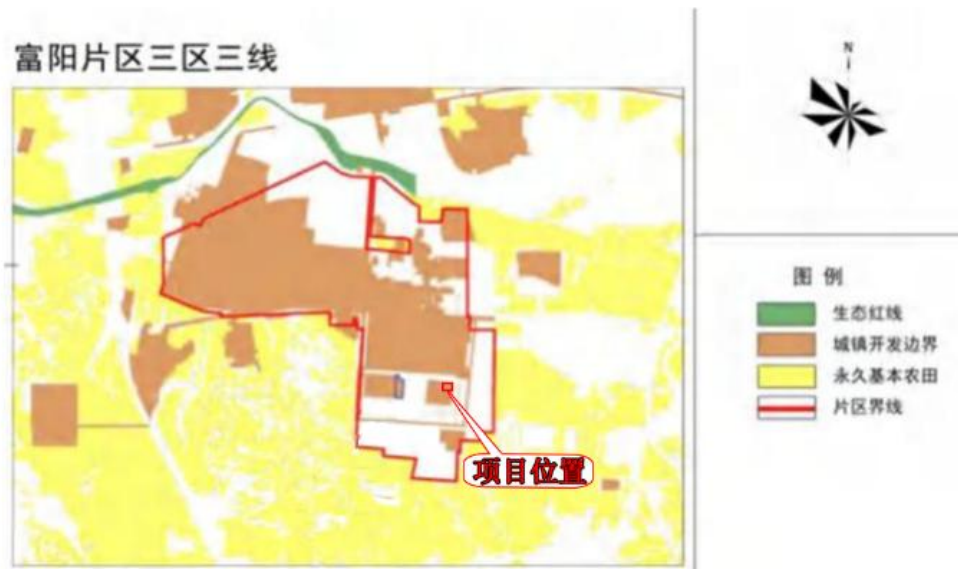 富阳片区三区三线
N
图 例
生态红线
城镇开发边界
永久基本农田
片区界线
项目位置